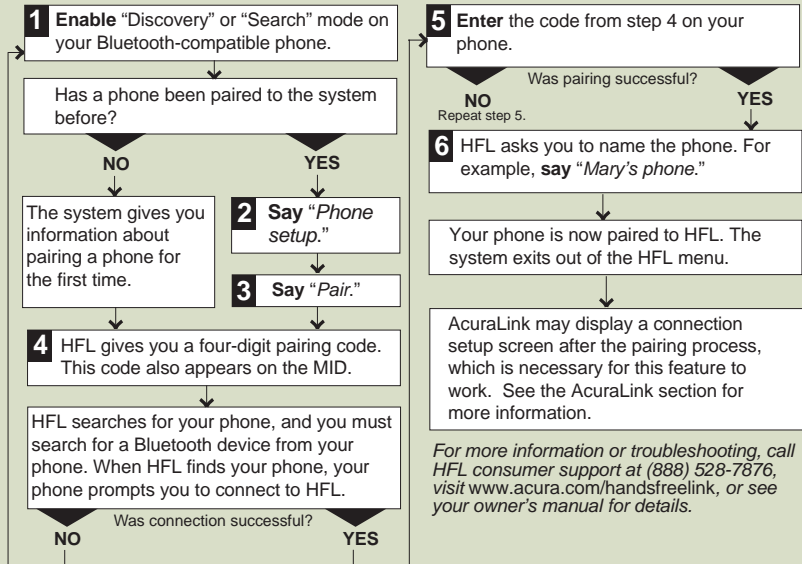 1 Enable “Discovery” or “Search” mode on
your Bluetooth-compatible phone.
Has a phone been paired to the system
before?
NO
YES
The system gives you
information about
pairing a phone for
the first time.
2 Say “Phone
setup.”
3 Say “Pair.”
4 HFL gives you a four-digit pairing code.
This code also appears on the MID.
HFL searches for your phone, and you must
search for a Bluetooth device from your
phone. When HFL finds your phone, your
phone prompts you to connect to HFL.
Was connection successful?
NO
YES
5 Enter the code from step 4 on your
phone.
Was pairing successful?
NO
Repeat step 5.
YES
6 HFL asks you to name the phone. For
example, say “Mary’s phone.”
Your phone is now paired to HFL. The
system exits out of the HFL menu.
AcuraLink may display a connection
setup screen after the pairing process,
which is necessary for this feature to
work. See the AcuraLink section for
more information.
For more information or troubleshooting, call
HFL consumer support at (888) 528-7876,
visit www.acura.com/handsfreelink, or see
your owner’s manual for details.